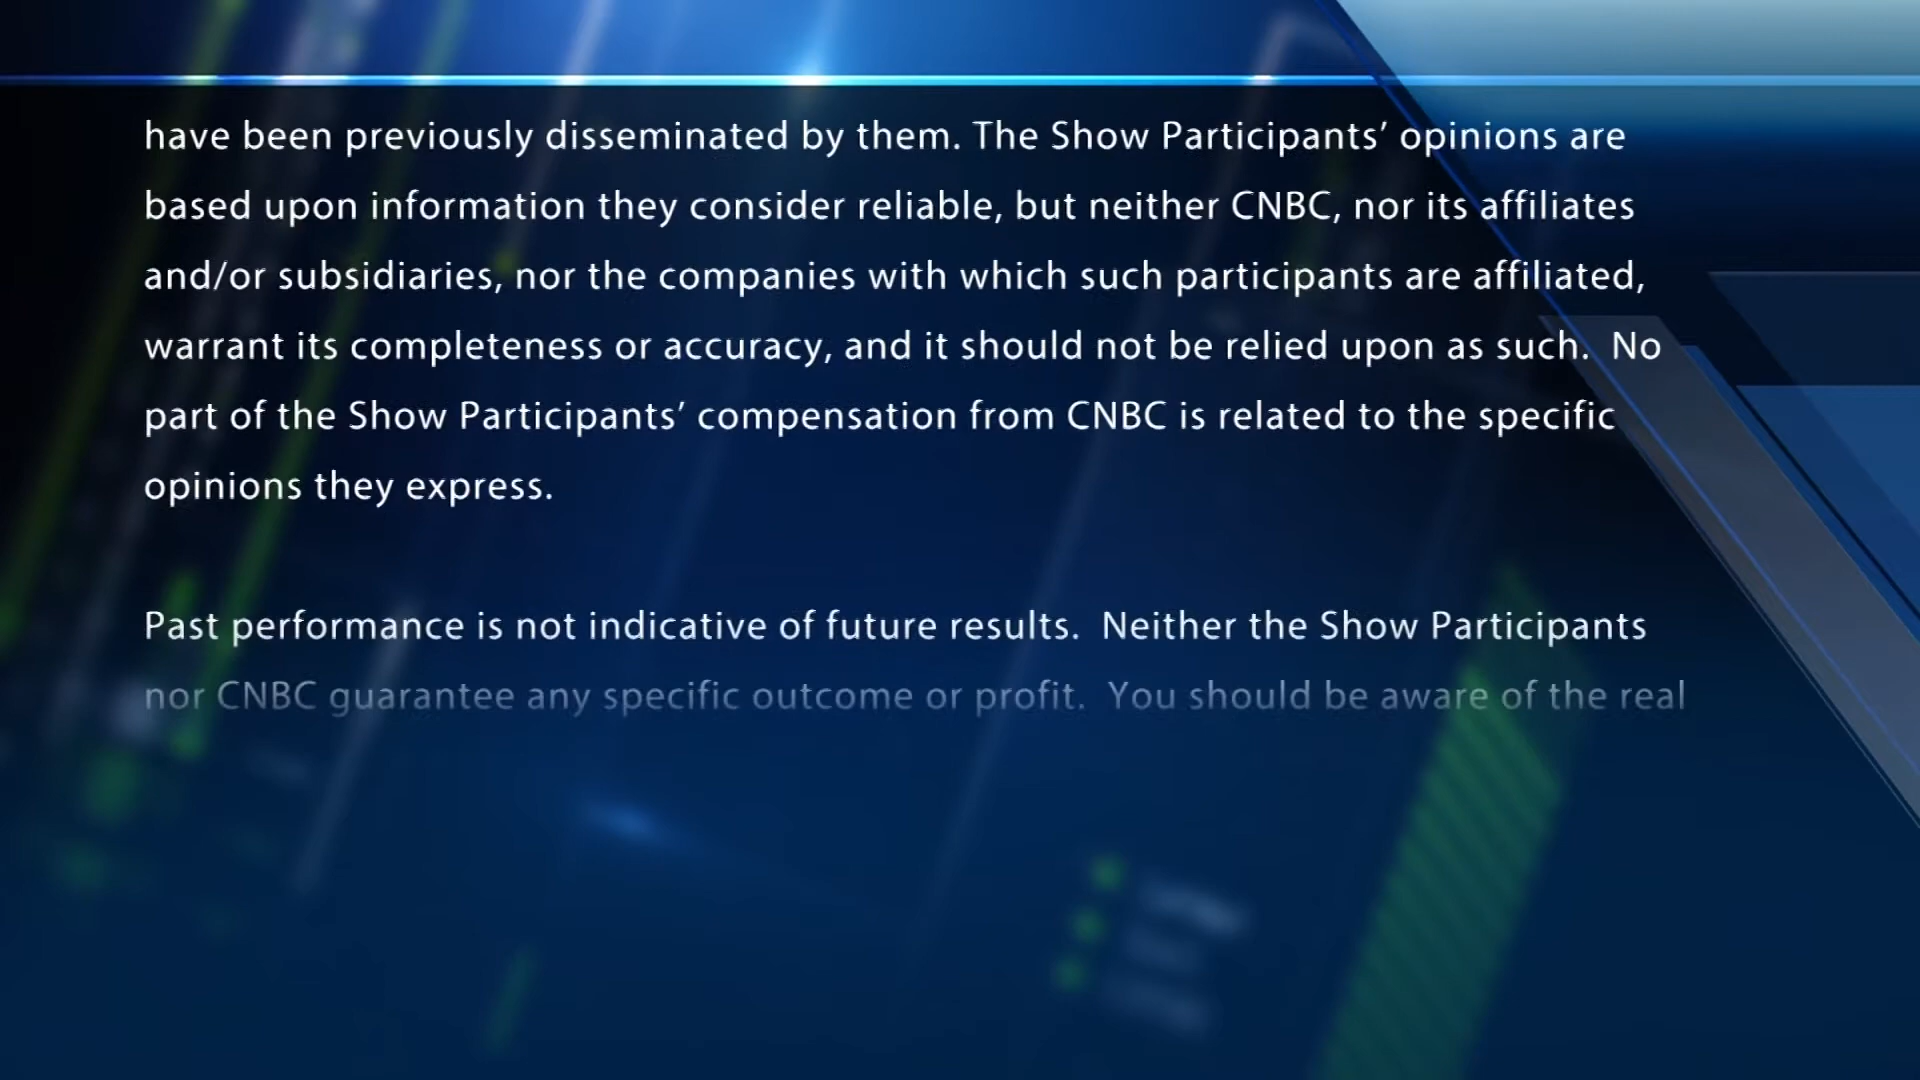 have been previously disseminated by them. The Show Participants’ opinions are
based upon information they consider reliable, but neither CNBC, nor its affiliates
and/or subsidiaries, nor the companies with which such participants are affiliated,
warrant its completeness or accuracy, and it should not be relied upon as such.  No
part of the Show Participants’ compensation from CNBC is related to the specific
opinions they express.
Past performance is not indicative of future results.  Neither the Show Participants
nor CNBC guarantee any specific outcome or profit.  You should be aware of the real